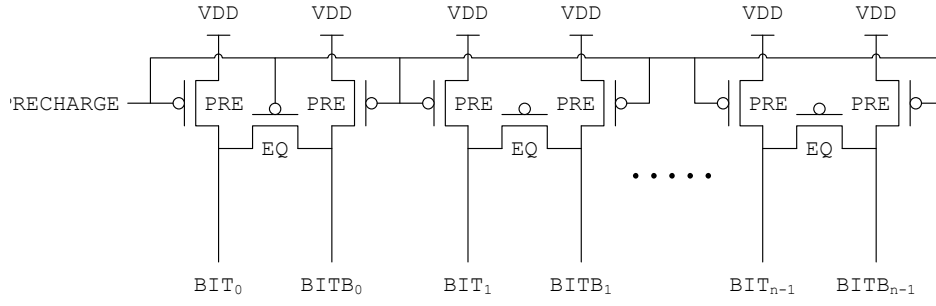 VDD VDD VDD VDD VDD VDD
PRECHARGE PRE PRE PRE PRE PRE PRE
EQ EQ EQ
BIT₀ BITB₀ BIT₁ BITB₁ BITₙ₋₁ BITBₙ₋₁